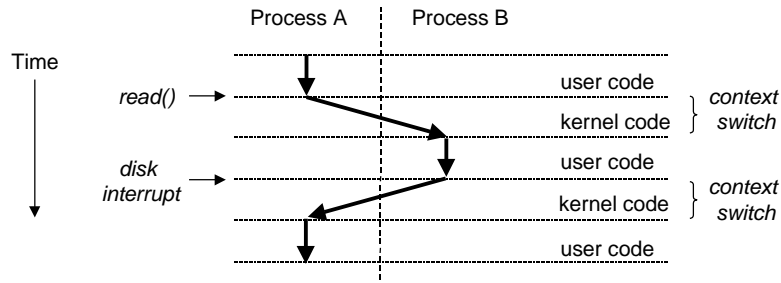 Process A Process B
Time
user code
read()
context
switch
kernel code
user code
disk
interrupt
context
switch
kernel code
user code